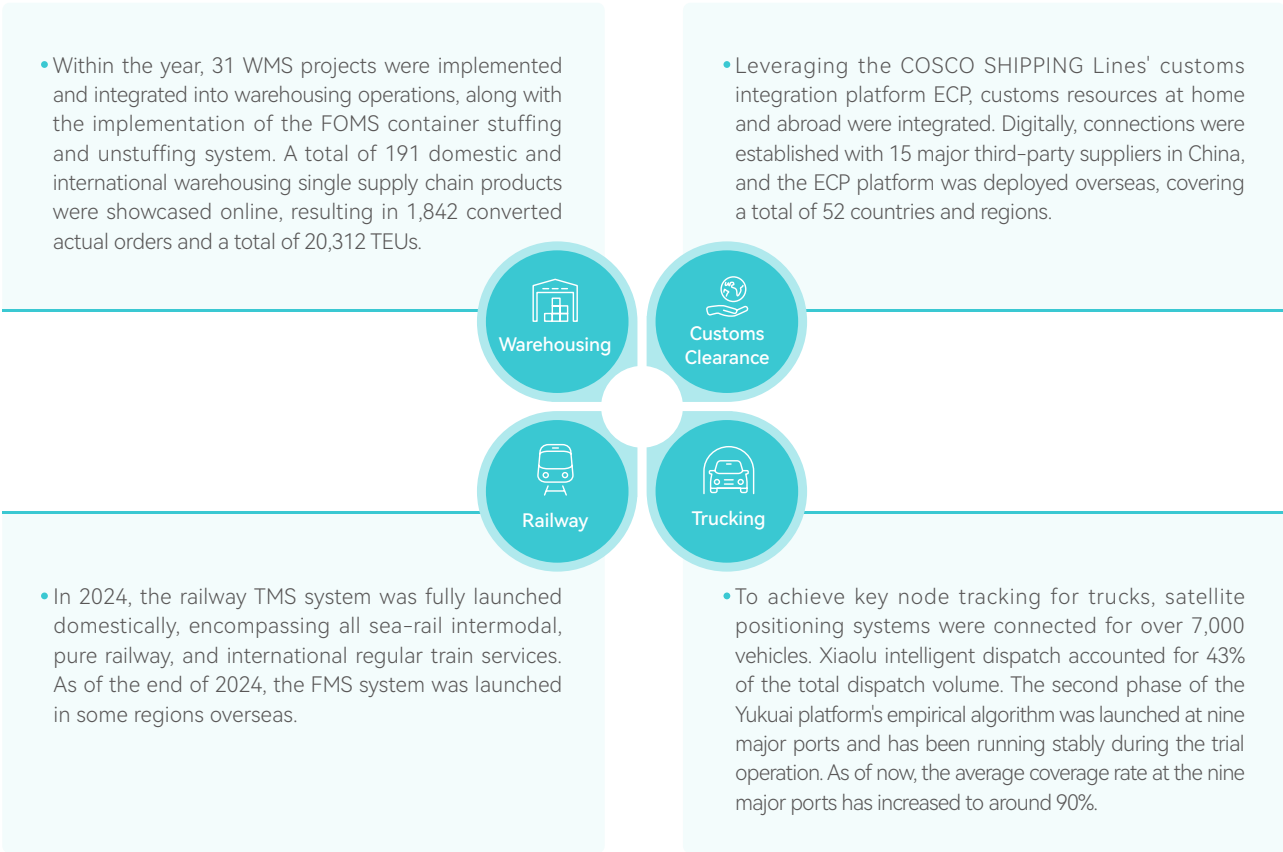 Within the year, 31 WMS projects were implemented
and integrated into warehousing operations, along with
the implementation of the FOMS container stuffing
and unstuffing system. A total of 191 domestic and
international warehousing single supply chain products
were showcased online, resulting in 1,842 converted
actual orders and a total of 20,312 TEUs.
Leveraging the COSCO SHIPPING Lines' customs
integration platform ECP, customs resources at home
and abroad were integrated. Digitally, connections were
established with 15 major third-party suppliers in China,
and the ECP platform was deployed overseas, covering
a total of 52 countries and regions.
Warehousing
Customs
Clearance
Railway
Trucking
In 2024, the railway TMS system was fully launched
domestically, encompassing all sea-rail intermodal,
pure railway, and international regular train services.
As of the end of 2024, the FMS system was launched
in some regions overseas.
To achieve key node tracking for trucks, satellite
positioning systems were connected for over 7,000
vehicles. Xiaolu intelligent dispatch accounted for 43%
of the total dispatch volume. The second phase of the
Yukuai platform's empirical algorithm was launched at nine
major ports and has been running stably during the trial
operation. As of now, the average coverage rate at the nine
major ports has increased to around 90%.